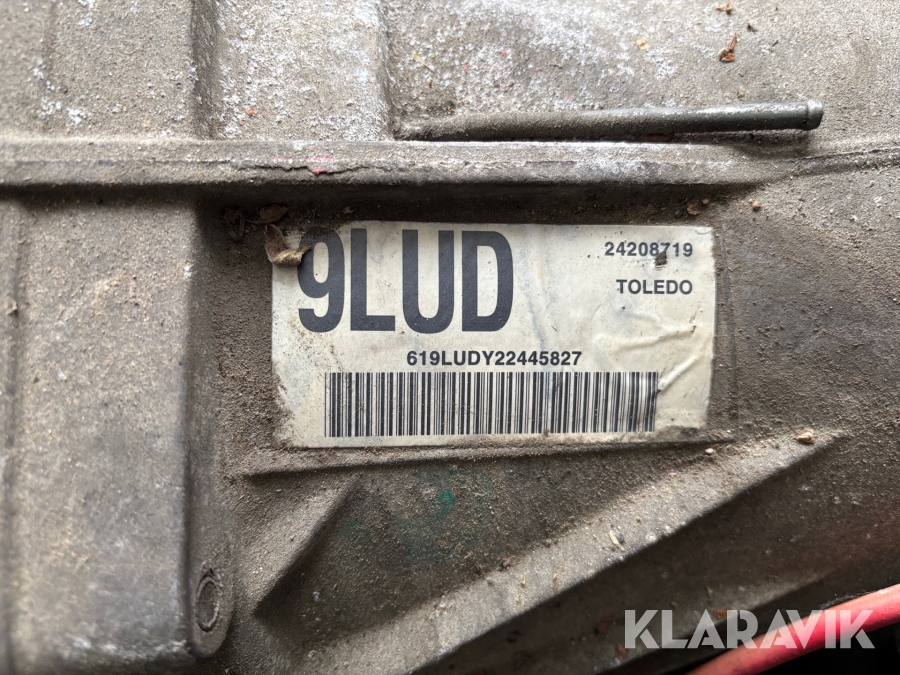 9LUD
24208719
TOLEDO
619LUDY22445827
KLARAVIK